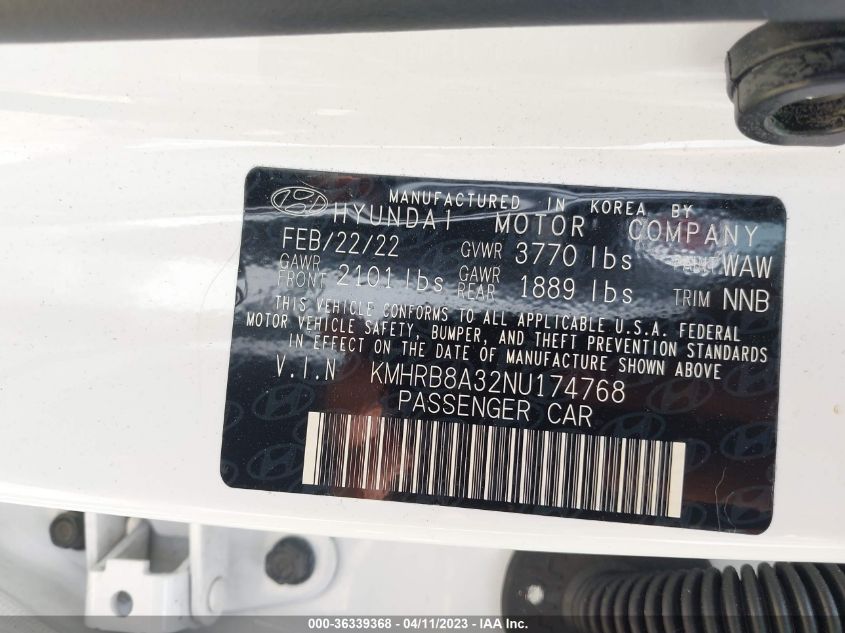 MANUFACTURED IN KOREA BY
HYUNDAI MOTOR COMPANY
FEB/22/22 GVWR 3770 lbs PAINT WAW
GAWR FRONT 2101 lbs GAWR REAR 1889 lbs TRIM NNB
THIS VEHICLE CONFORMS TO ALL APPLICABLE U.S.A. FEDERAL
MOTOR VEHICLE SAFETY, BUMPER, AND THEFT PREVENTION STANDARDS
IN EFFECT ON THE DATE OF MANUFACTURE SHOWN ABOVE
V.I.N KMHRB8A32NU174768
PASSENGER CAR
000-36339368 - 04/11/2023 - IAA Inc.